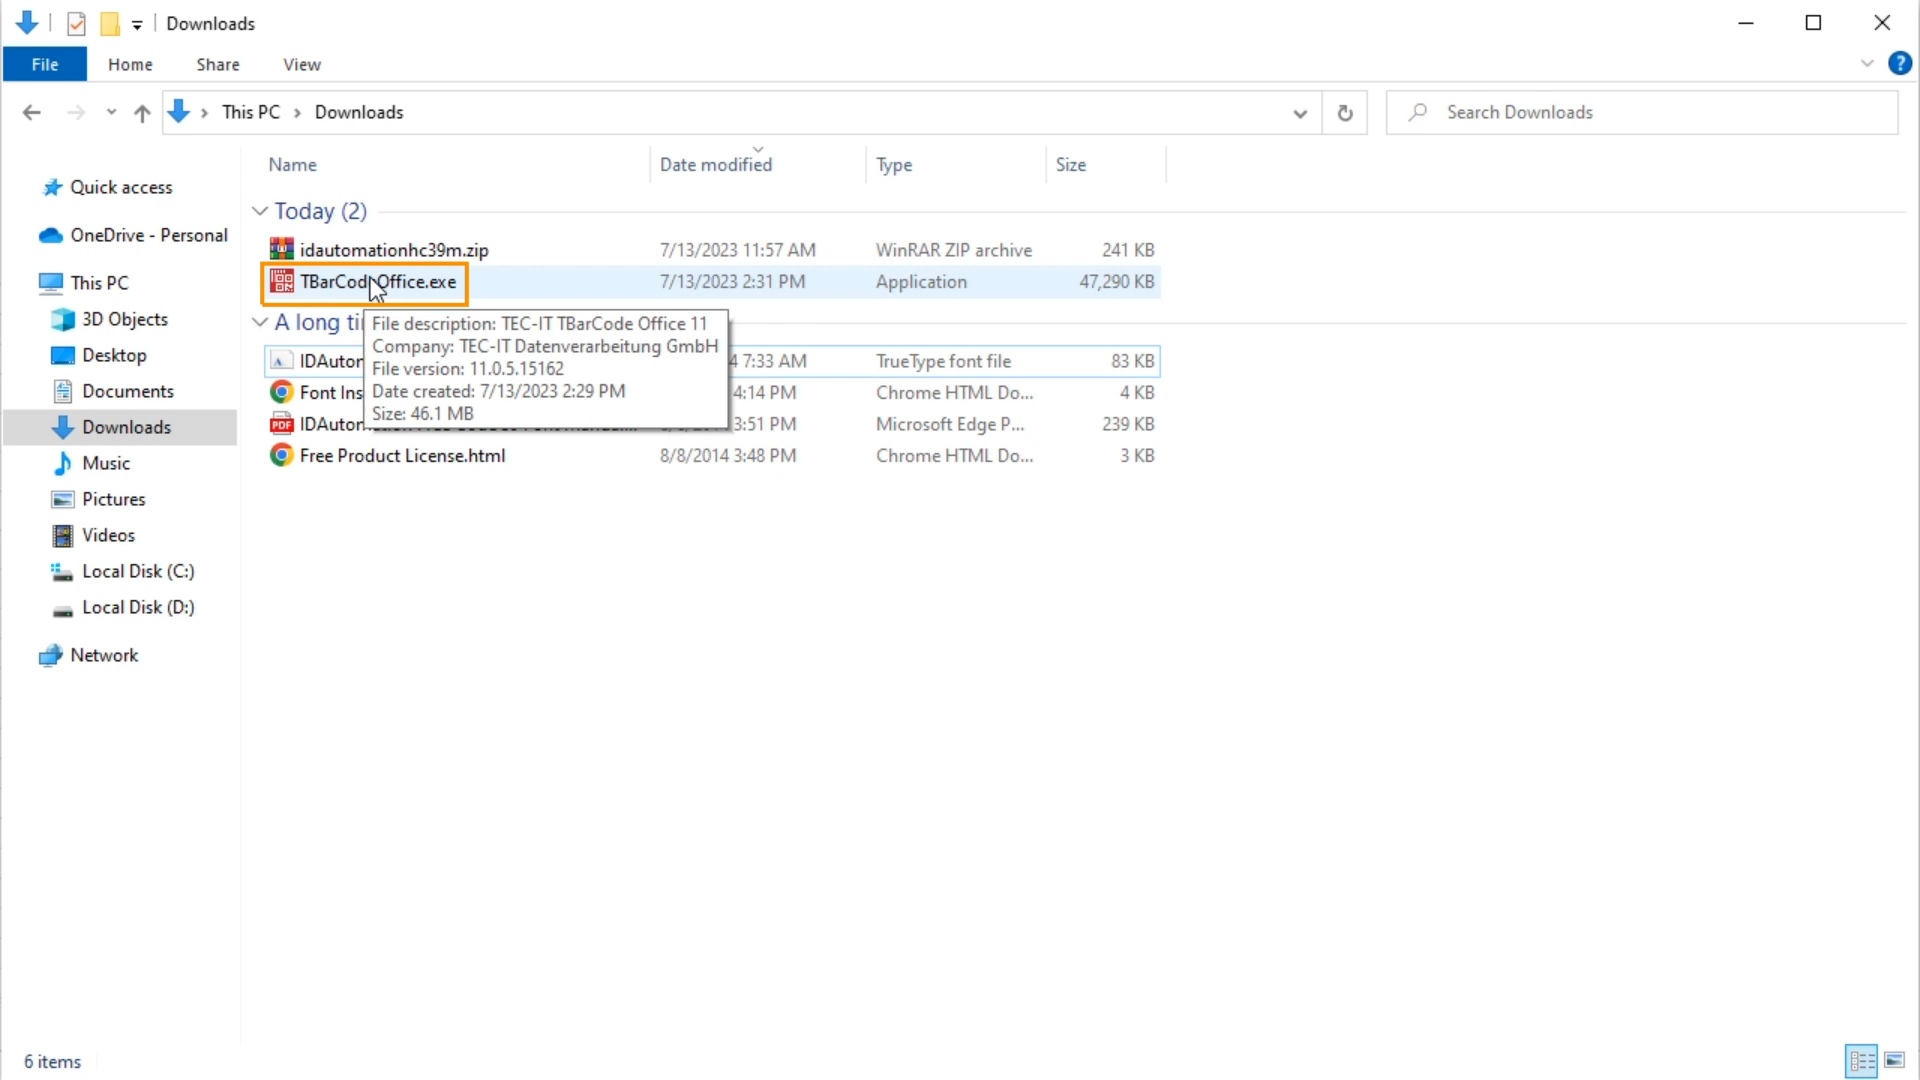 Downloads
File Home Share View
This PC Downloads Search Downloads
Name Date modified Type Size
Quick access
OneDrive - Personal
This PC
3D Objects
Desktop
Documents
Downloads
Music
Pictures
Videos
Local Disk (C:)
Local Disk (D:)
Network
Today (2)
idautomationhc39m.zip 7/13/2023 11:57 AM WinRAR ZIP archive 241 KB
TBarCod Office.exe 7/13/2023 2:31 PM Application 47,290 KB
A long ti
File description: TEC-IT TBarCode Office 11
Company: TEC-IT Datenverarbeitung GmbH
File version: 11.0.5.15162
Date created: 7/13/2023 2:29 PM
Size: 46.1 MB
IDAuton 4 7:33 AM TrueType font file 83 KB
Font Ins 4:14 PM Chrome HTML Do... 4 KB
3:51 PM Microsoft Edge P... 239 KB
Free Product License.html 8/8/2014 3:48 PM Chrome HTML Do... 3 KB
6 items